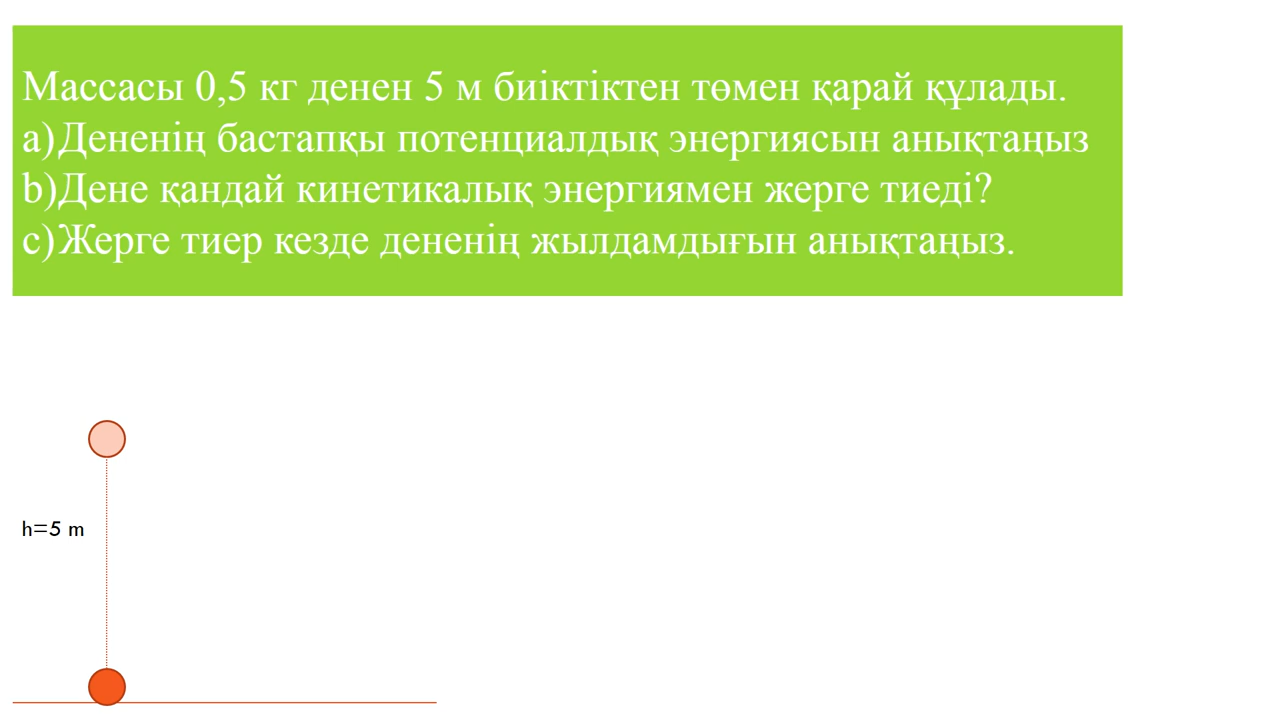 Массасы 0,5 кг денен 5 м биіктіктен төмен қарай құлады.
a)Дененің бастапқы потенциалдық энергиясын анықтаңыз
b)Дене қандай кинетикалық энергиямен жерге тиеді?
c)Жерге тиер кезде дененің жылдамдығын анықтаңыз.
h=5 m